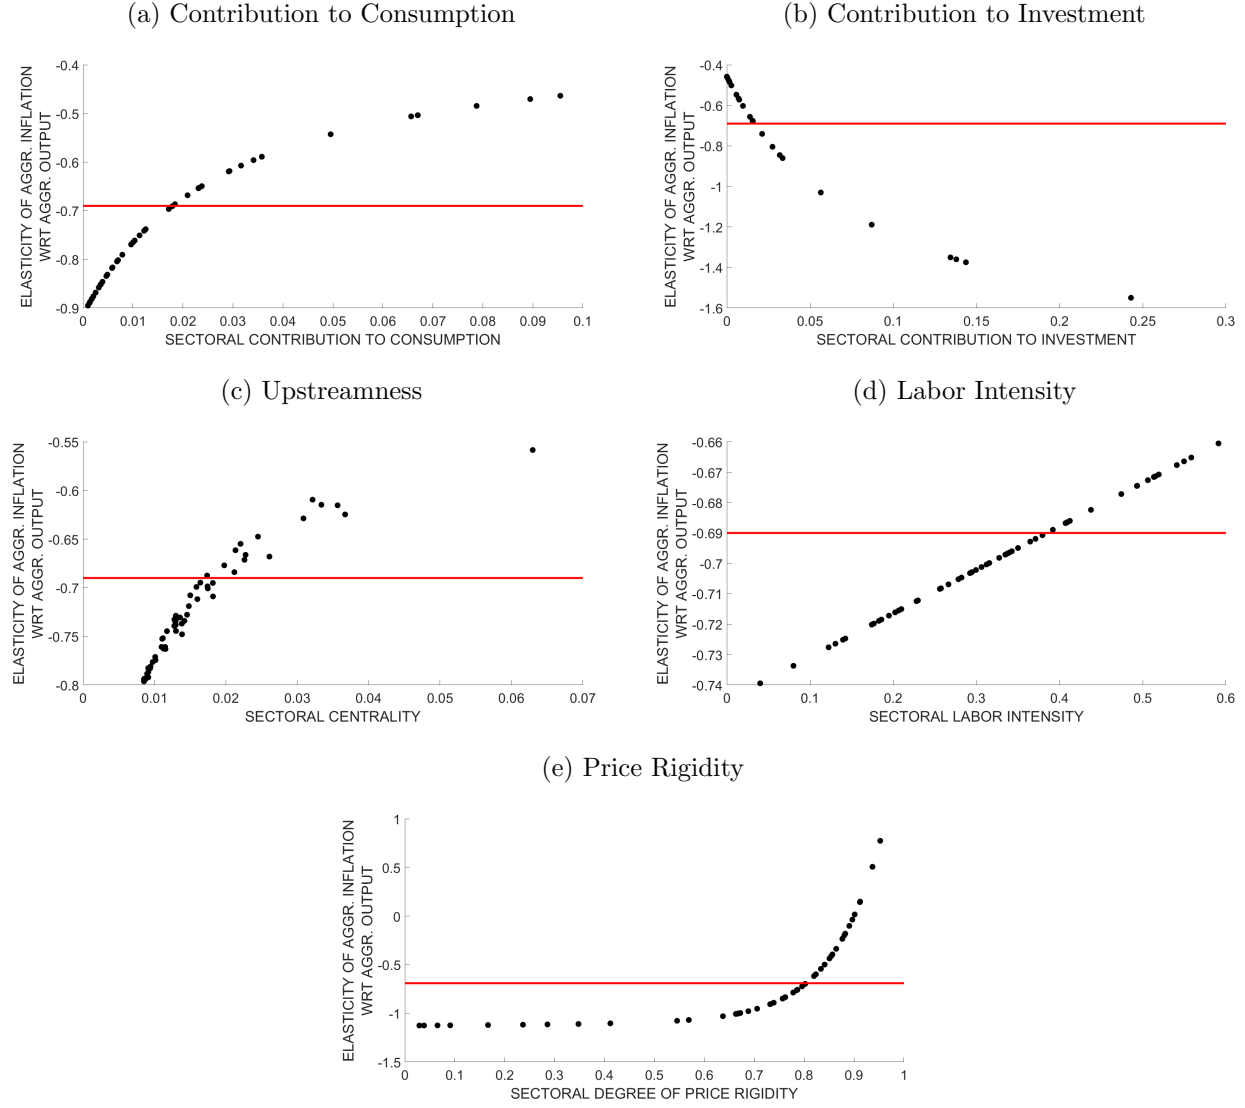 (a) Contribution to Consumption
ELASTICITY OF AGGR. INFLATION
WRT AGGR. OUTPUT
-0.4
-0.5
-0.6
-0.7
-0.8
-0.9
0 0.01 0.02 0.03 0.04 0.05 0.06 0.07 0.08 0.09 0.1
SECTORAL CONTRIBUTION TO CONSUMPTION
(b) Contribution to Investment
ELASTICITY OF AGGR. INFLATION
WRT AGGR. OUTPUT
-0.4
-0.6
-0.8
-1
-1.2
-1.4
-1.6
0 0.05 0.1 0.15 0.2 0.25 0.3
SECTORAL CONTRIBUTION TO INVESTMENT
(c) Upstreamness
ELASTICITY OF AGGR. INFLATION
WRT AGGR. OUTPUT
-0.55
-0.6
-0.65
-0.7
-0.75
-0.8
0 0.01 0.02 0.03 0.04 0.05 0.06 0.07
SECTORAL CENTRALITY
(d) Labor Intensity
ELASTICITY OF AGGR. INFLATION
WRT AGGR. OUTPUT
-0.66
-0.67
-0.68
-0.69
-0.7
-0.71
-0.72
-0.73
-0.74
0 0.1 0.2 0.3 0.4 0.5 0.6
SECTORAL LABOR INTENSITY
(e) Price Rigidity
ELASTICITY OF AGGR. INFLATION
WRT AGGR. OUTPUT
1
0.5
0
-0.5
-1
-1.5
0 0.1 0.2 0.3 0.4 0.5 0.6 0.7 0.8 0.9 1
SECTORAL DEGREE OF PRICE RIGIDITY